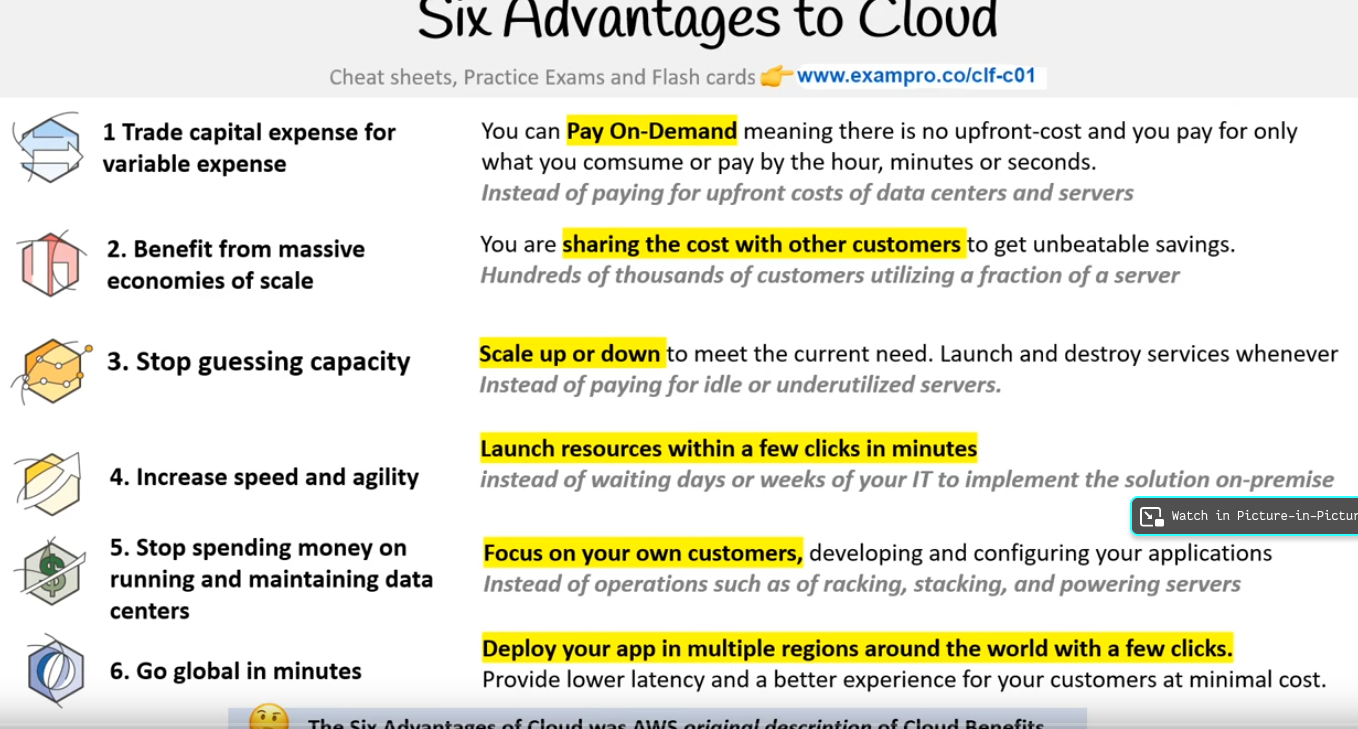 Six Advantages to Cloud
Cheat sheets, Practice Exams and Flash cards 👉 www.exampro.co/clf-c01
1 Trade capital expense for
variable expense
You can Pay On-Demand meaning there is no upfront-cost and you pay for only
what you comsume or pay by the hour, minutes or seconds.
Instead of paying for upfront costs of data centers and servers
2. Benefit from massive
economies of scale
You are sharing the cost with other customers to get unbeatable savings.
Hundreds of thousands of customers utilizing a fraction of a server
3. Stop guessing capacity
Scale up or down to meet the current need. Launch and destroy services whenever
Instead of paying for idle or underutilized servers.
4. Increase speed and agility
Launch resources within a few clicks in minutes
instead of waiting days or weeks of your IT to implement the solution on-premise
Watch in Picture-in-Pictur
5. Stop spending money on
running and maintaining data
centers
Focus on your own customers, developing and configuring your applications
Instead of operations such as of racking, stacking, and powering servers
6. Go global in minutes
Deploy your app in multiple regions around the world with a few clicks.
Provide lower latency and a better experience for your customers at minimal cost.
The Six Advantages of Cloud was AWS original description of Cloud Benefits